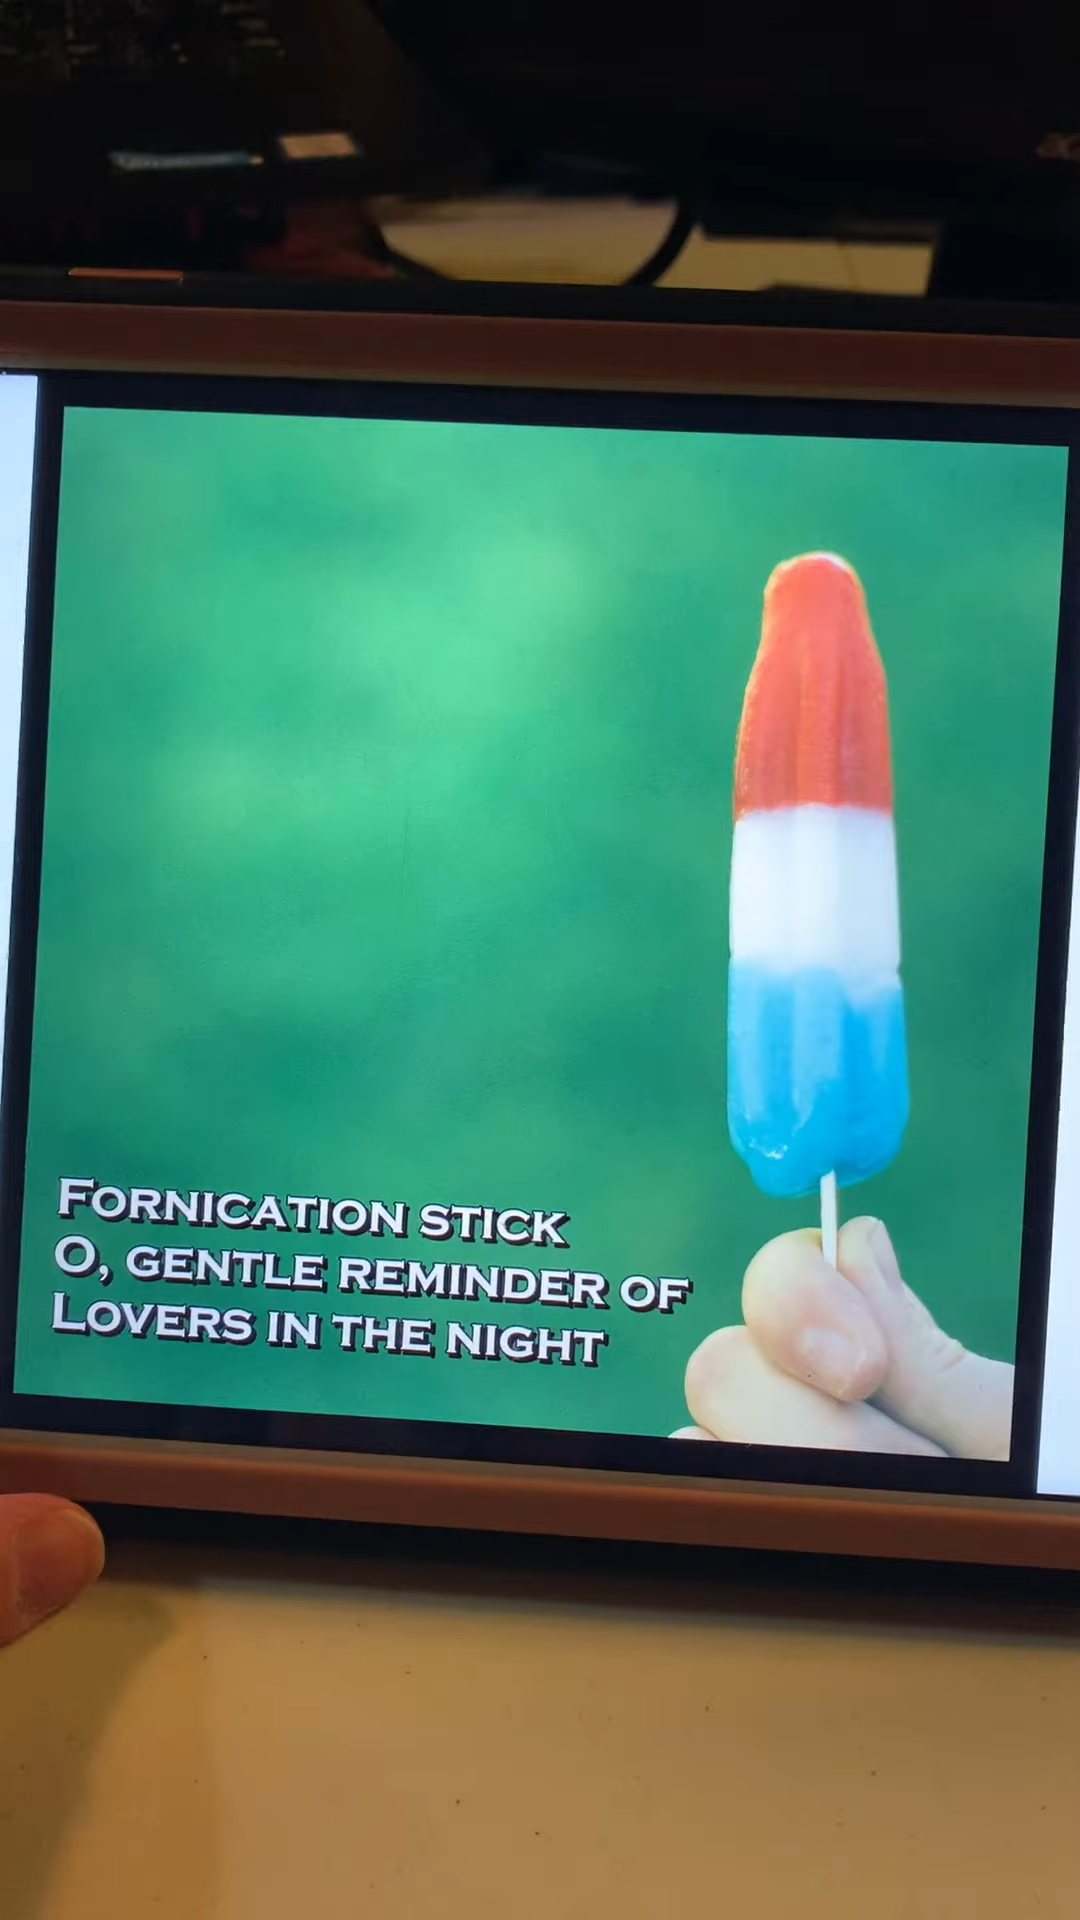 Fornication stick
O, gentle reminder of
Lovers in the night